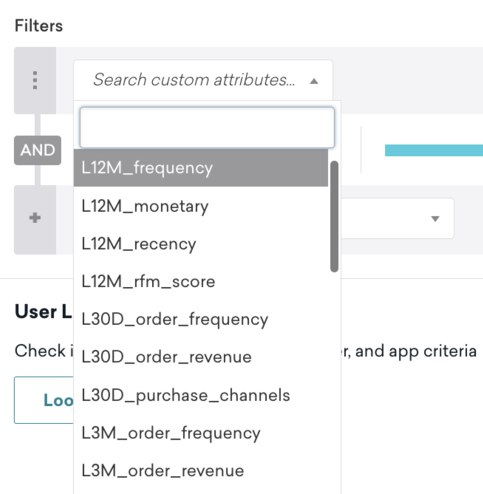 Filters
Search custom attributes...
AND
L12M_frequency
L12M_monetary
L12M_recency
L12M_rfm_score
L30D_order_frequency
User L
L30D_order_revenue
Check i
r, and app criteria
L30D_purchase_channels
Loo
L3M_order_frequency
L3M_order_revenue